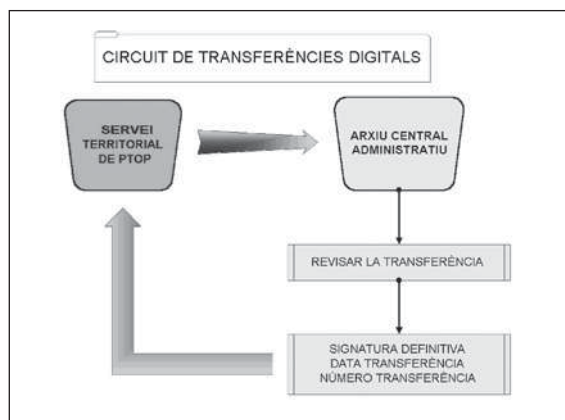 CIRCUIT DE TRANSFERÈNCIES DIGITALS
SERVEI
TERRITORIAL
DE PTOP
ARXIU CENTRAL
ADMINISTRATIU
REVISAR LA TRANSFERÈNCIA
SIGNATURA DEFINITIVA
DATA TRANSFERÈNCIA
NÚMERO TRANSFERÈNCIA